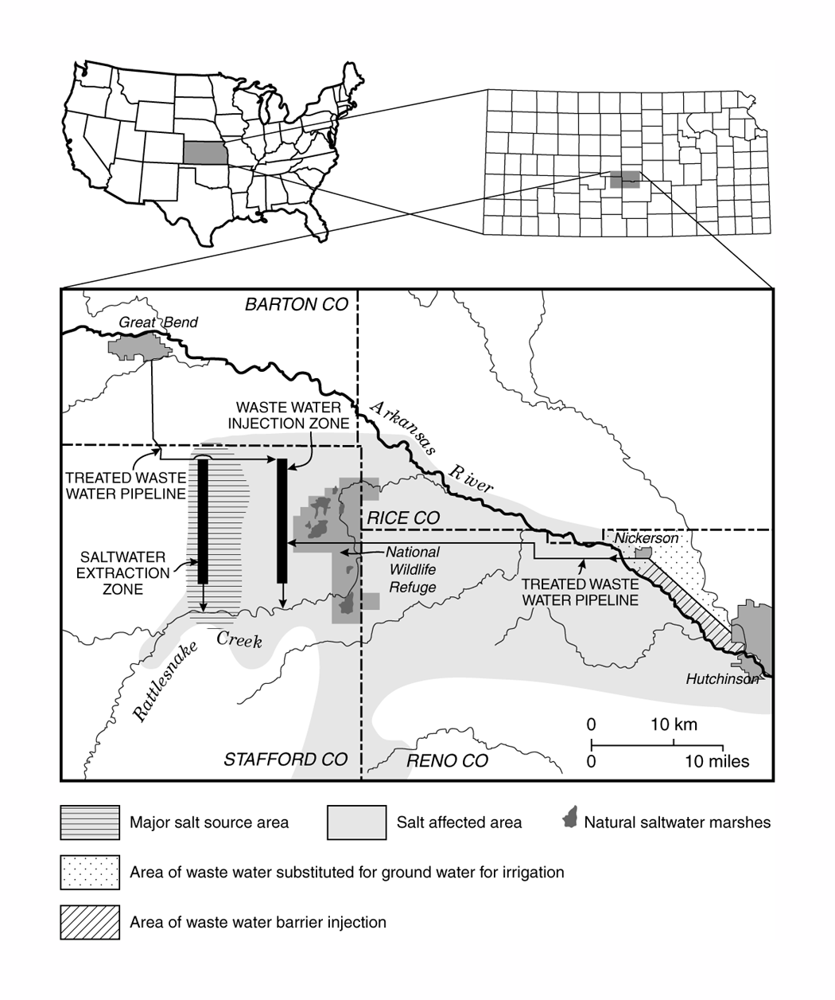 BARTON CO
Great Bend
WASTE WATER
INJECTION ZONE
Arkansas
River
TREATED WASTE
WATER PIPELINE
RICE CO
Nickerson
National
Wildlife
Refuge
SALTWATER
EXTRACTION
ZONE
TREATED WASTE
WATER PIPELINE
Rattlesnake
Creek
Hutchinson
STAFFORD CO
RENO CO
0 10 km
0 10 miles
Major salt source area
Salt affected area
Natural saltwater marshes
Area of waste water substituted for ground water for irrigation
Area of waste water barrier injection